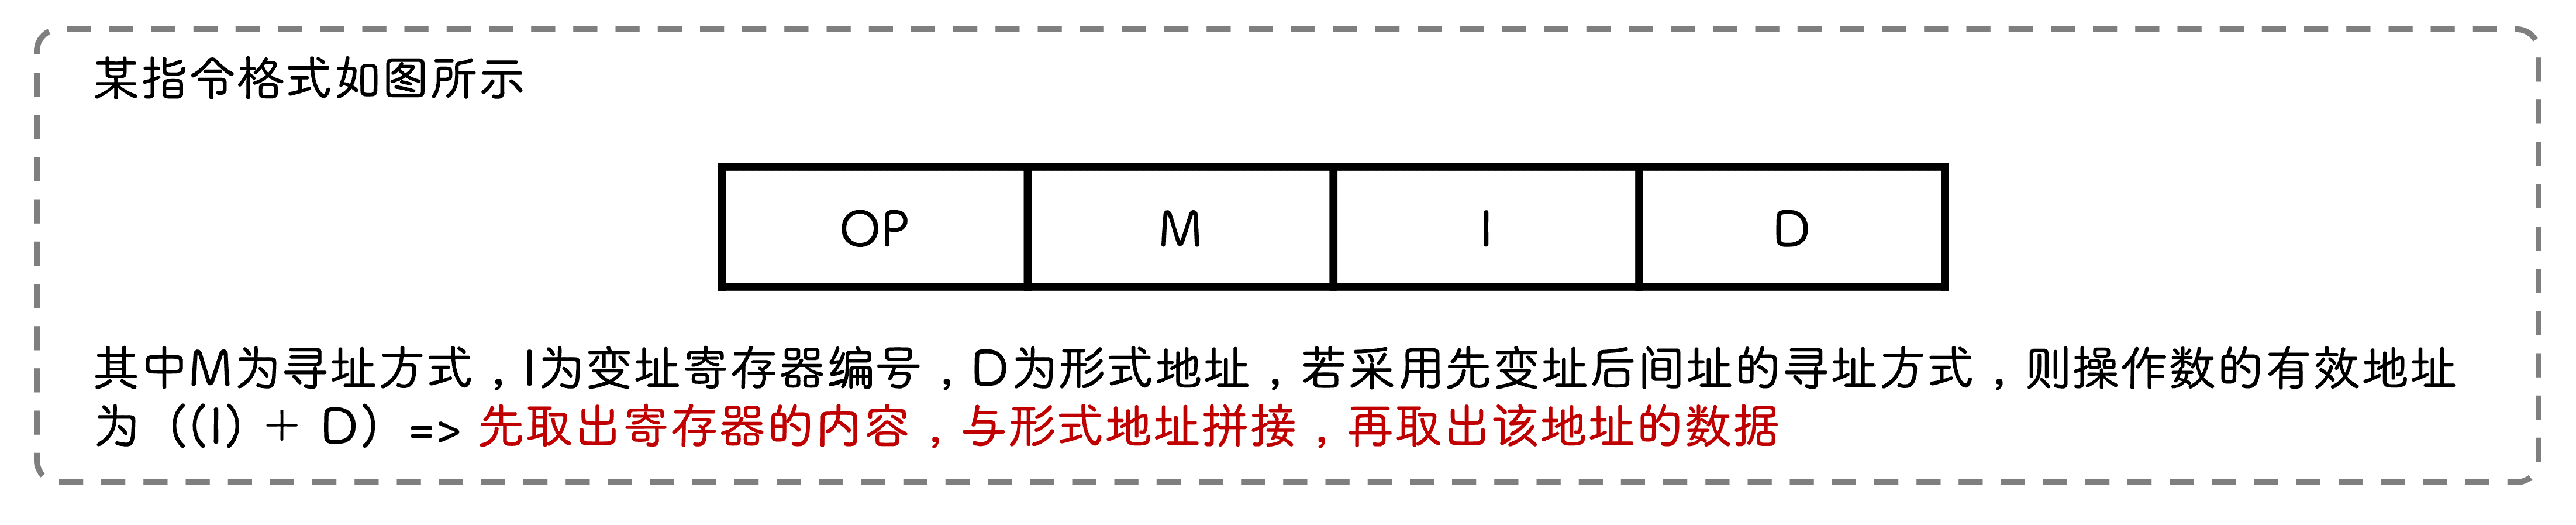 某指令格式如图所示
OP M I D
其中M为寻址方式，I为变址寄存器编号，D为形式地址，若采用先变址后间址的寻址方式，则操作数的有效地址
为（(I) + D）=> 先取出寄存器的内容，与形式地址拼接，再取出该地址的数据